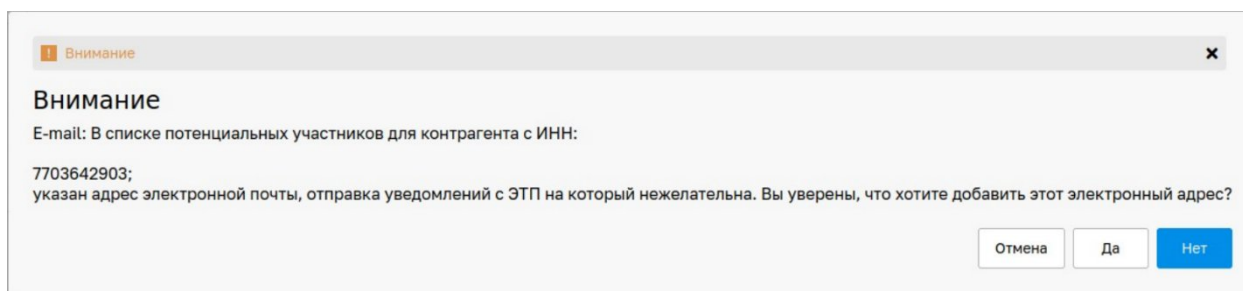 ! Внимание
Внимание
E-mail: В списке потенциальных участников для контрагента с ИНН:
7703642903;
указан адрес электронной почты, отправка уведомлений с ЭТП на который нежелательна. Вы уверены, что хотите добавить этот электронный адрес?
Отмена Да Нет